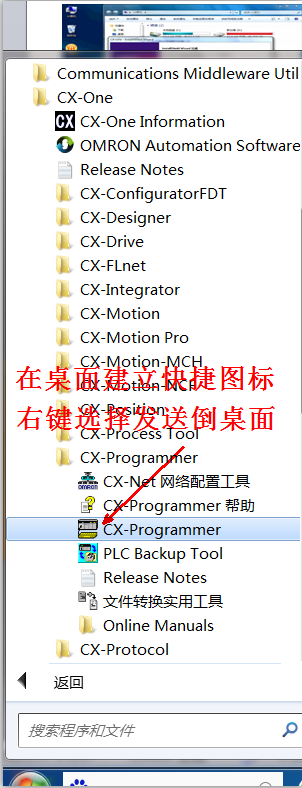 Communications Middleware Util
CX-One
CX-One Information
OMRON Automation Software
Release Notes
CX-ConfiguratorFDT
CX-Designer
CX-Drive
CX-FLnet
CX-Integrator
CX-Motion
CX-Motion Pro
CX-Motion-MCH
在桌面建立快捷图标
CX-Motion-NCF
CX-Position
右键选择发送倒桌面
CX-Process Tool
CX-Programmer
CX-Net 网络配置工具
CX-Programmer 帮助
CX-Programmer
PLC Backup Tool
Release Notes
文件转换实用工具
Online Manuals
CX-Protocol
返回
搜索程序和文件